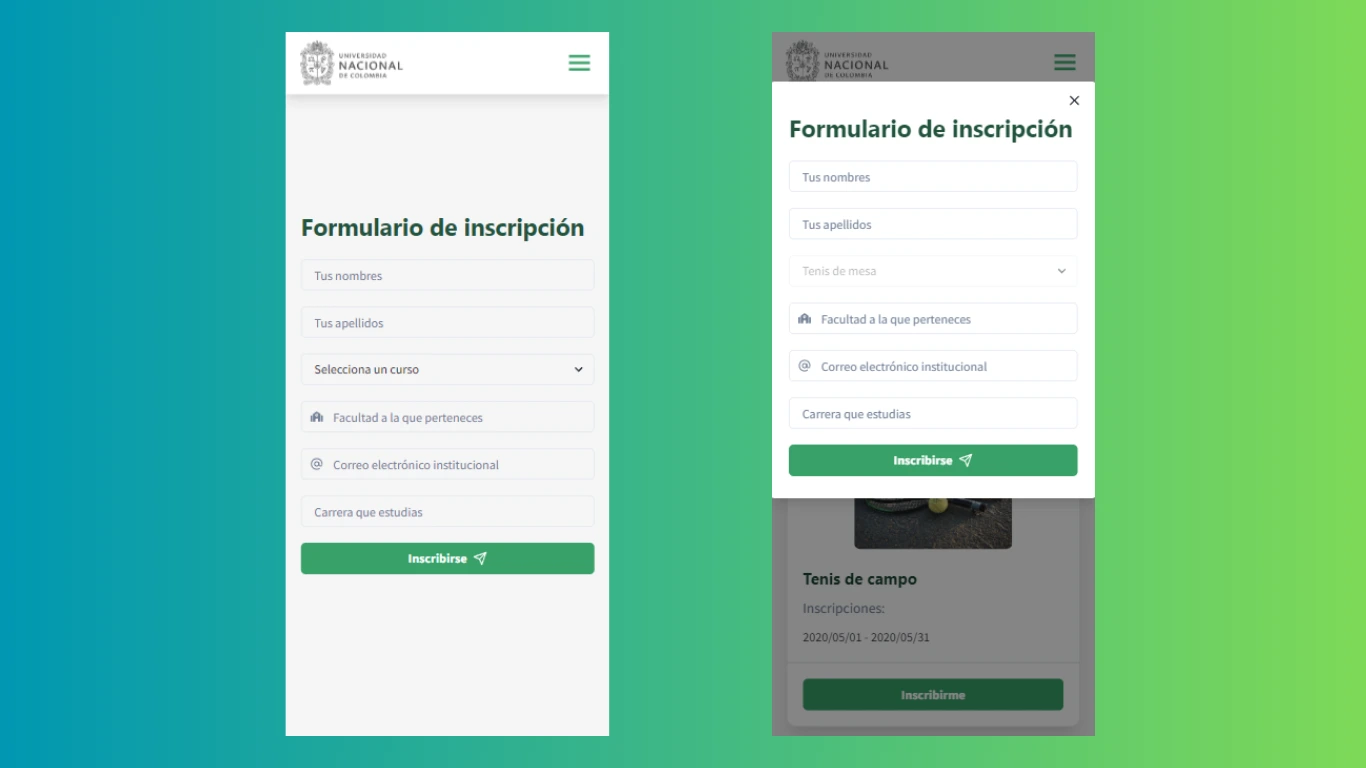 UNIVERSIDAD
NACIONAL
DE COLOMBIA
Formulario de inscripción
Tus nombres
Tus apellidos
Selecciona un curso
Facultad a la que perteneces
@ Correo electrónico institucional
Carrera que estudias
Inscribirse
UNIVERSIDAD
NACIONAL
DE COLOMBIA
Formulario de inscripción
Tus nombres
Tus apellidos
Tenis de mesa
Facultad a la que perteneces
@ Correo electrónico institucional
Carrera que estudias
Inscribirse
Tenis de campo
Inscripciones:
2020/05/01 - 2020/05/31
Inscribirme